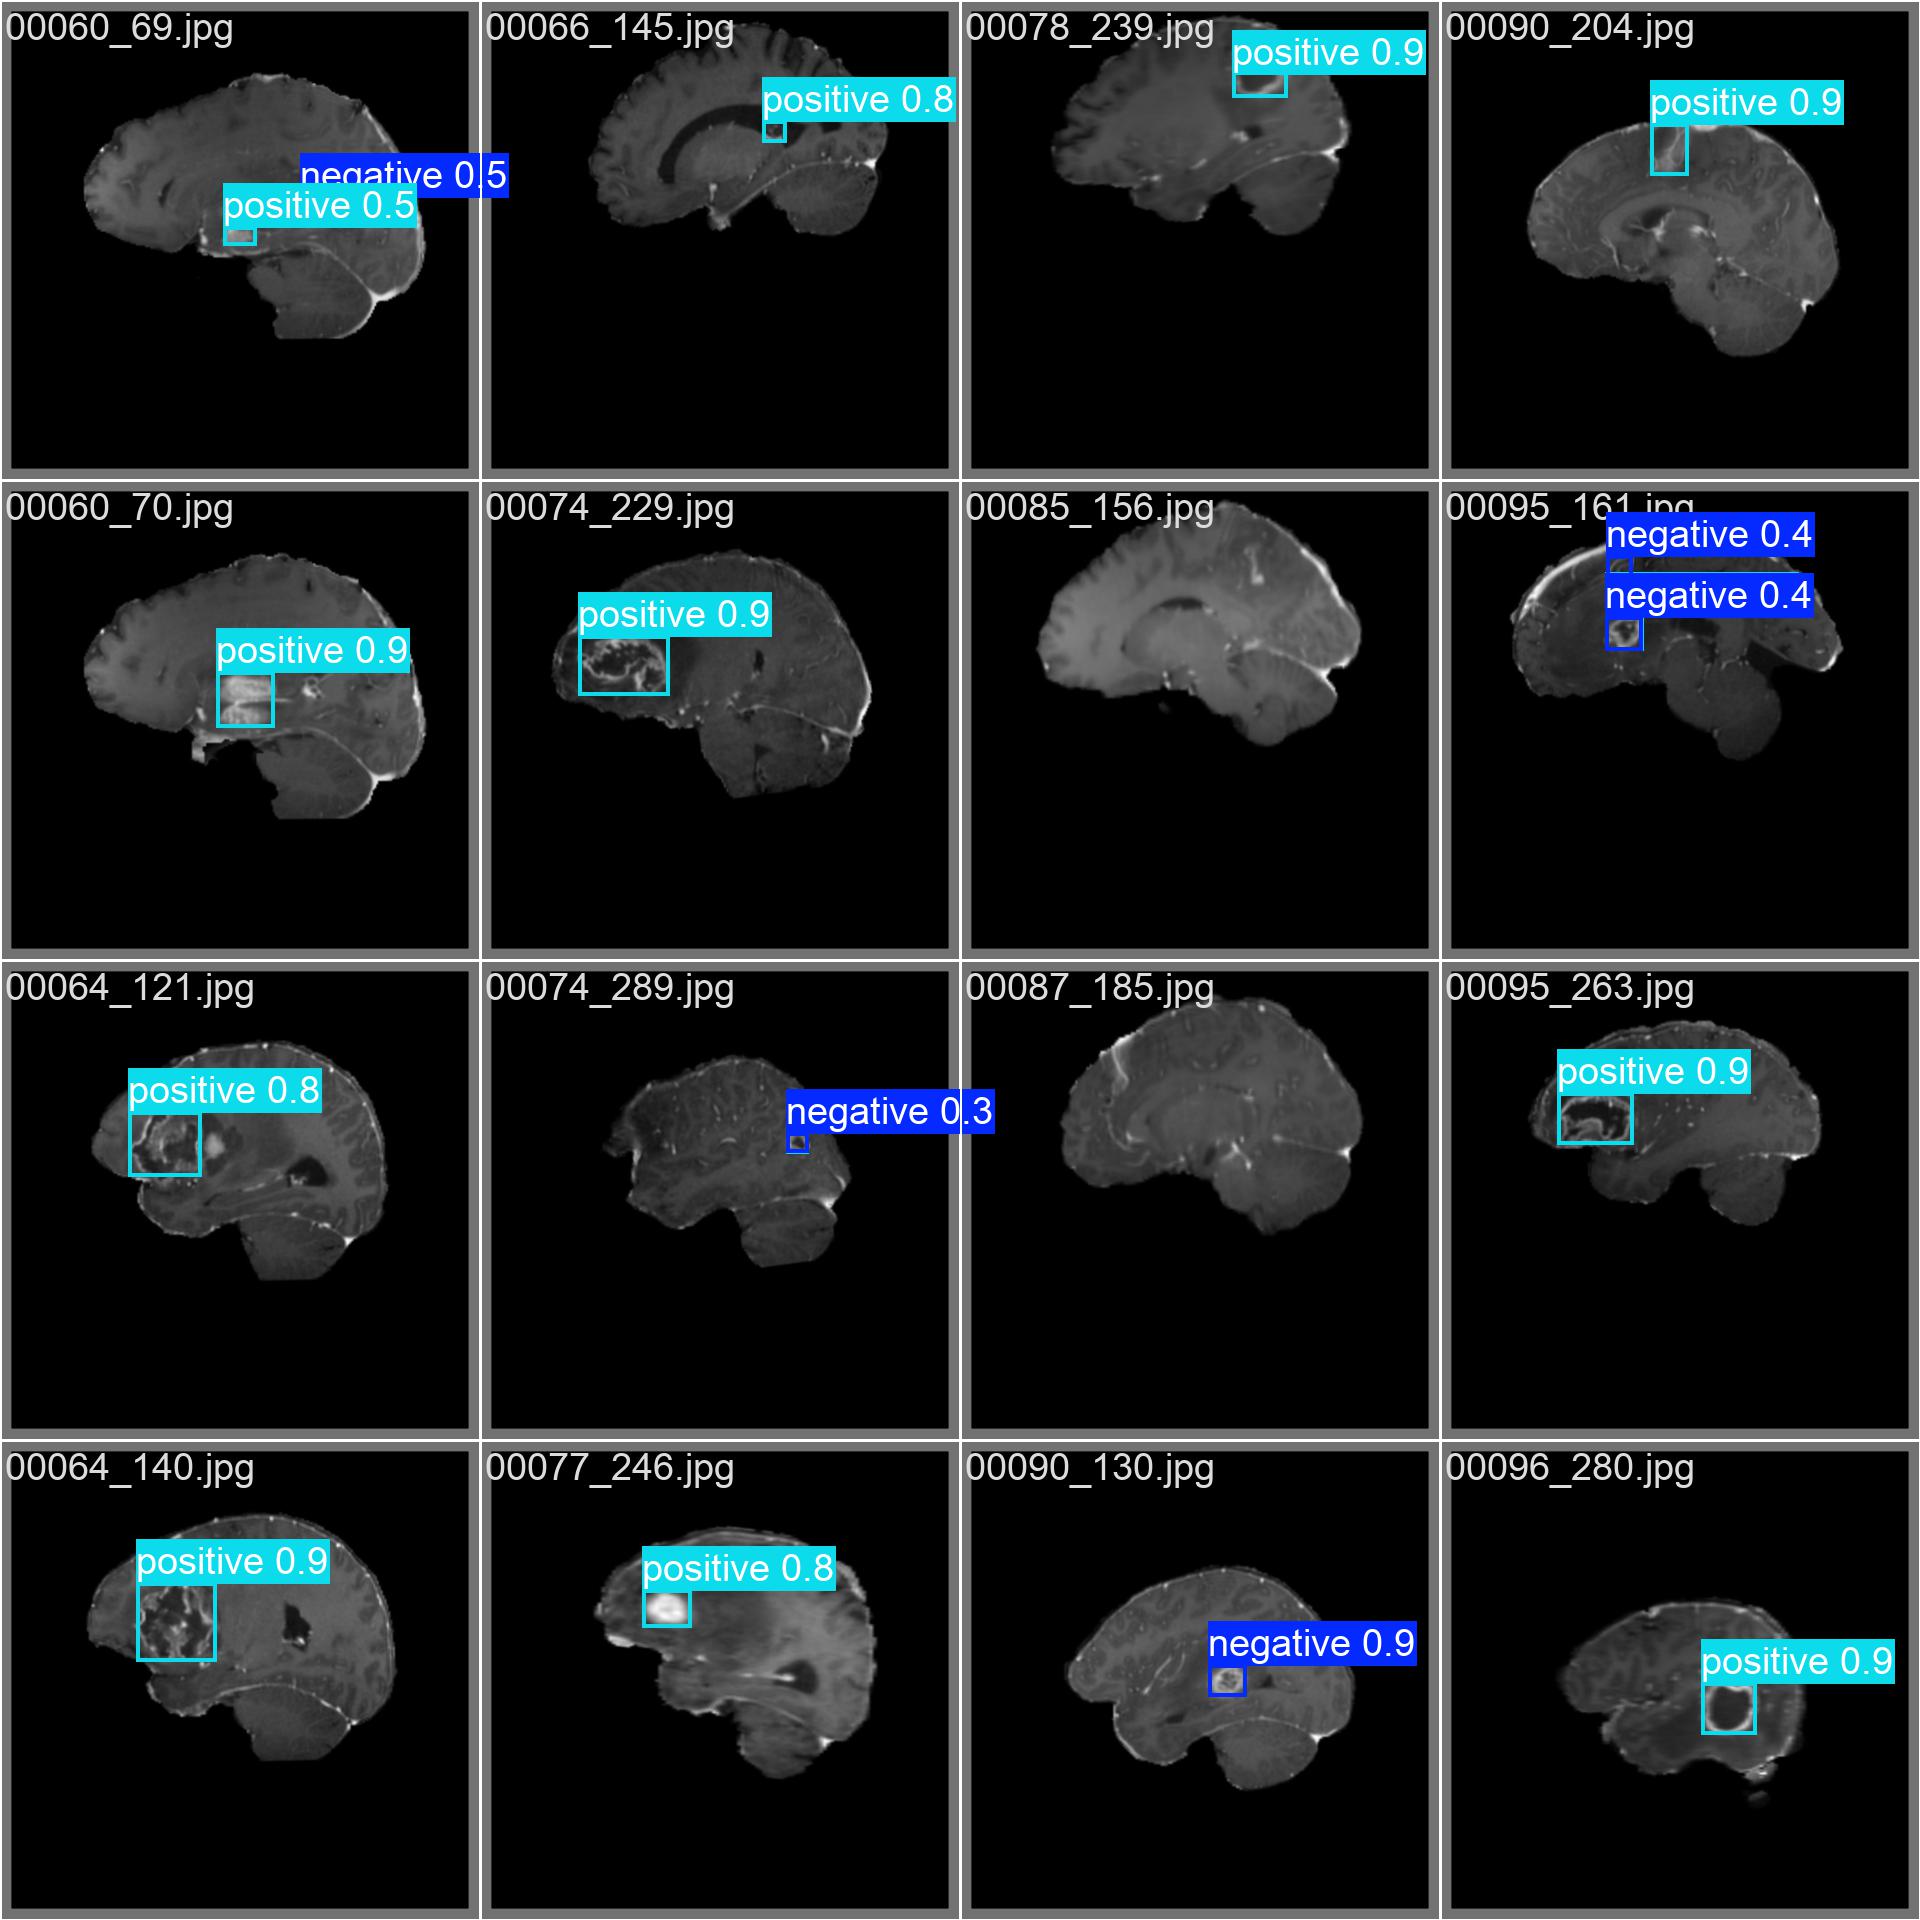 00060_69.jpg
negative 0.5
positive 0.5
00066_145.jpg
positive 0.8
00078_239.jpg
positive 0.9
00090_204.jpg
positive 0.9
00060_70.jpg
positive 0.9
00074_229.jpg
positive 0.9
00085_156.jpg
00095_161.jpg
negative 0.4
negative 0.4
00064_121.jpg
positive 0.8
00074_289.jpg
negative 0.3
00087_185.jpg
00095_263.jpg
positive 0.9
00064_140.jpg
positive 0.9
00077_246.jpg
positive 0.8
00090_130.jpg
negative 0.9
00096_280.jpg
positive 0.9